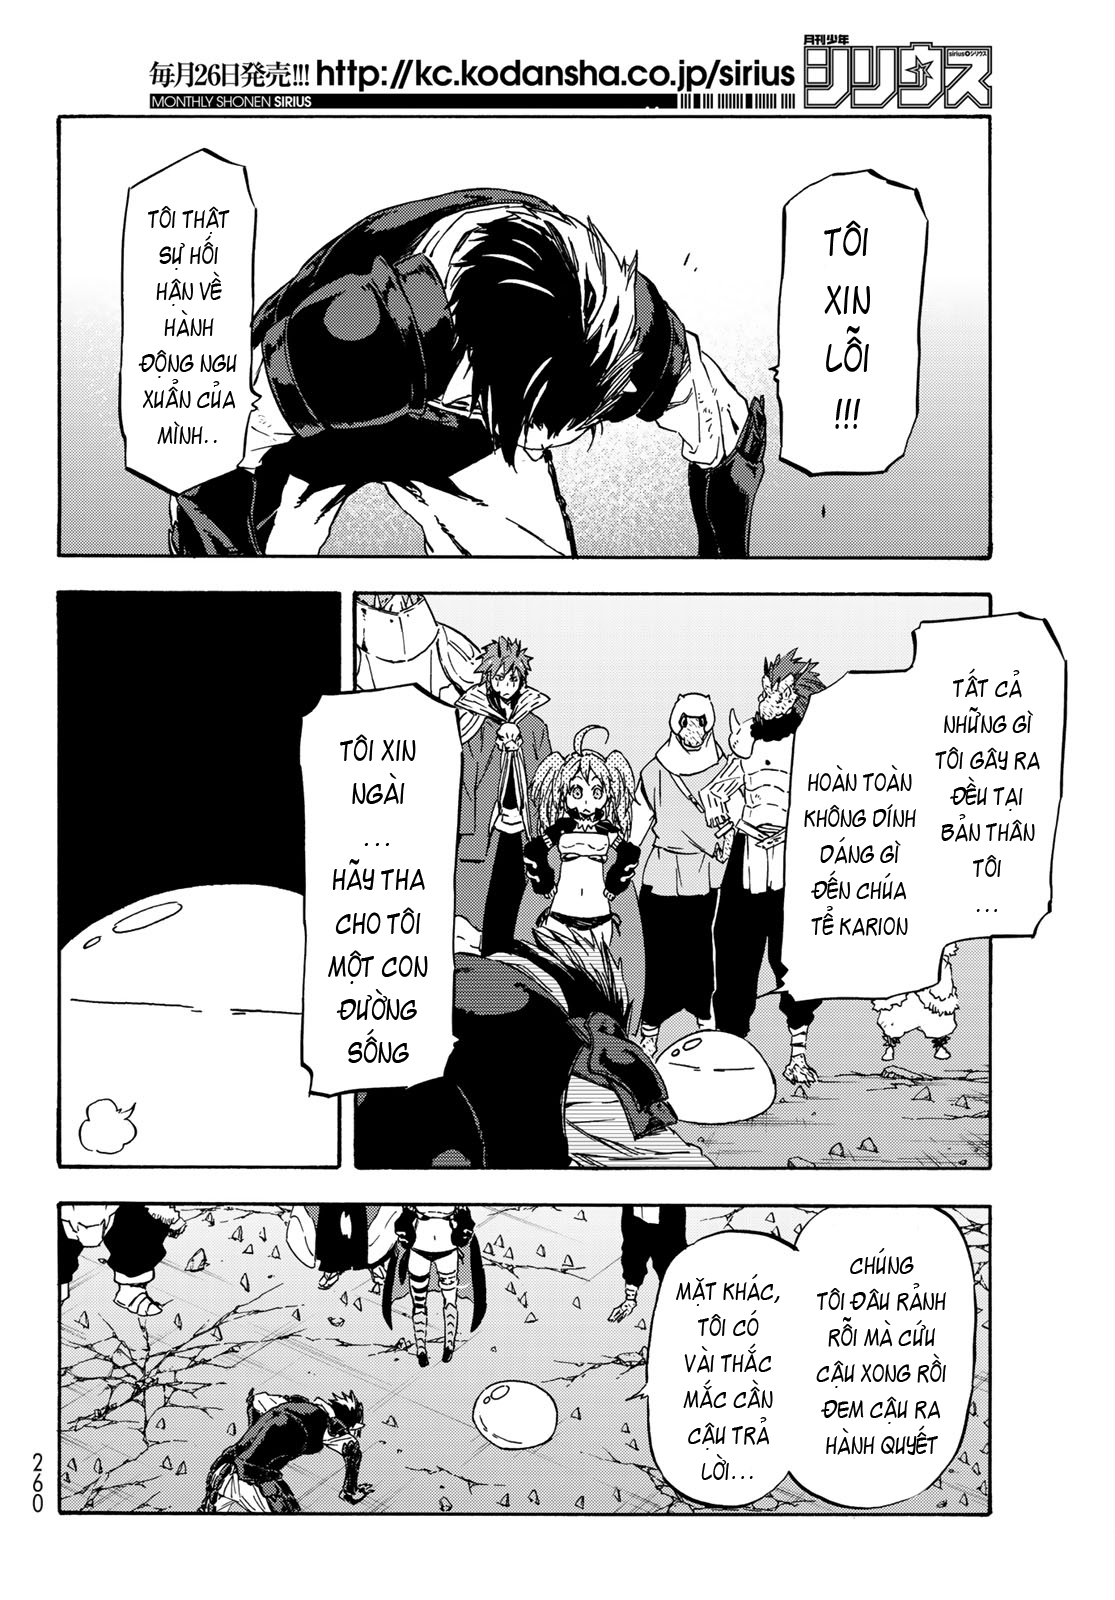 毎月26日発売!!! http://kc.kodansha.co.jp/sirius
MONTHLY SHONEN SIRIUS
月刊少年
sirius シリウス
シリウス
TÔI
XIN
LỖI
!!!
TÔI THẬT
SỰ HỐI
HẬN VỀ
HÀNH
ĐỘNG NGU
XUẨN CỦA
MÌNH..
TẤT CẢ
NHỮNG GÌ
TÔI GÂY RA
ĐỀU TẠI
BẢN THÂN
TÔI
...
HOÀN TOÀN
KHÔNG DÍNH
DÁNG GÌ
ĐẾN CHÚA
TỂ KARION
TÔI XIN
NGÀI
...
HÃY THA
CHO TÔI
MỘT CON
ĐƯỜNG
SỐNG
CHÚNG
TÔI ĐÂU RẢNH
RỖI MÀ CỨU
CẬU XONG RỒI
ĐEM CẬU RA
HÀNH QUYẾT
MẶT KHÁC,
TÔI CÓ
VÀI THẮC
MẮC CẦN
CẬU TRẢ
LỜI...
260